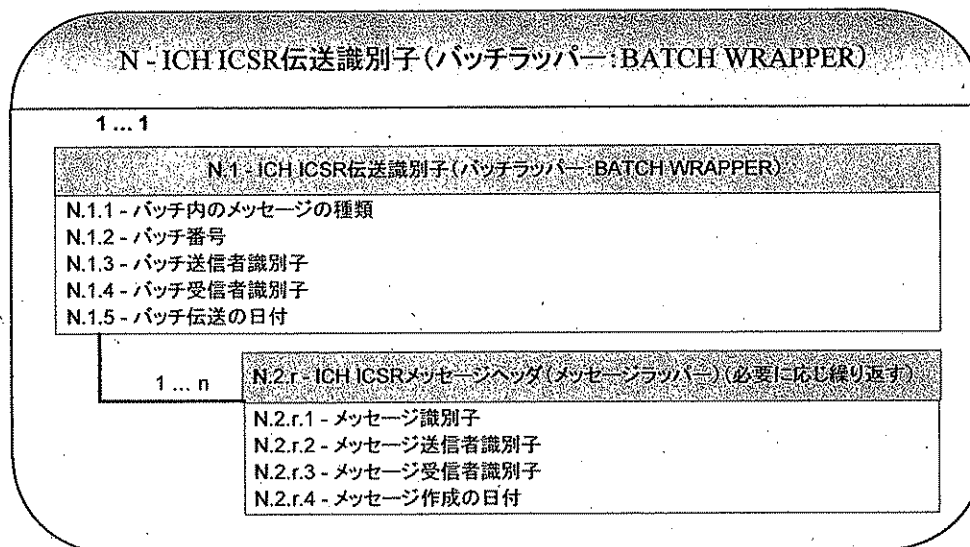 N - ICH ICSR伝送識別子(バッチラッパー:BATCH WRAPPER)
1 ... 1
N.1 - ICH ICSR伝送識別子(バッチラッパー:BATCH WRAPPER)
N.1.1 - バッチ内のメッセージの種類
N.1.2 - バッチ番号
N.1.3 - バッチ送信者識別子
N.1.4 - バッチ受信者識別子
N.1.5 - バッチ伝送の日付
1 ... n
N.2.r - ICH ICSRメッセージヘッダ(メッセージラッパー)(必要に応じ繰り返す)
N.2.r.1 - メッセージ識別子
N.2.r.2 - メッセージ送信者識別子
N.2.r.3 - メッセージ受信者識別子
N.2.r.4 - メッセージ作成の日付